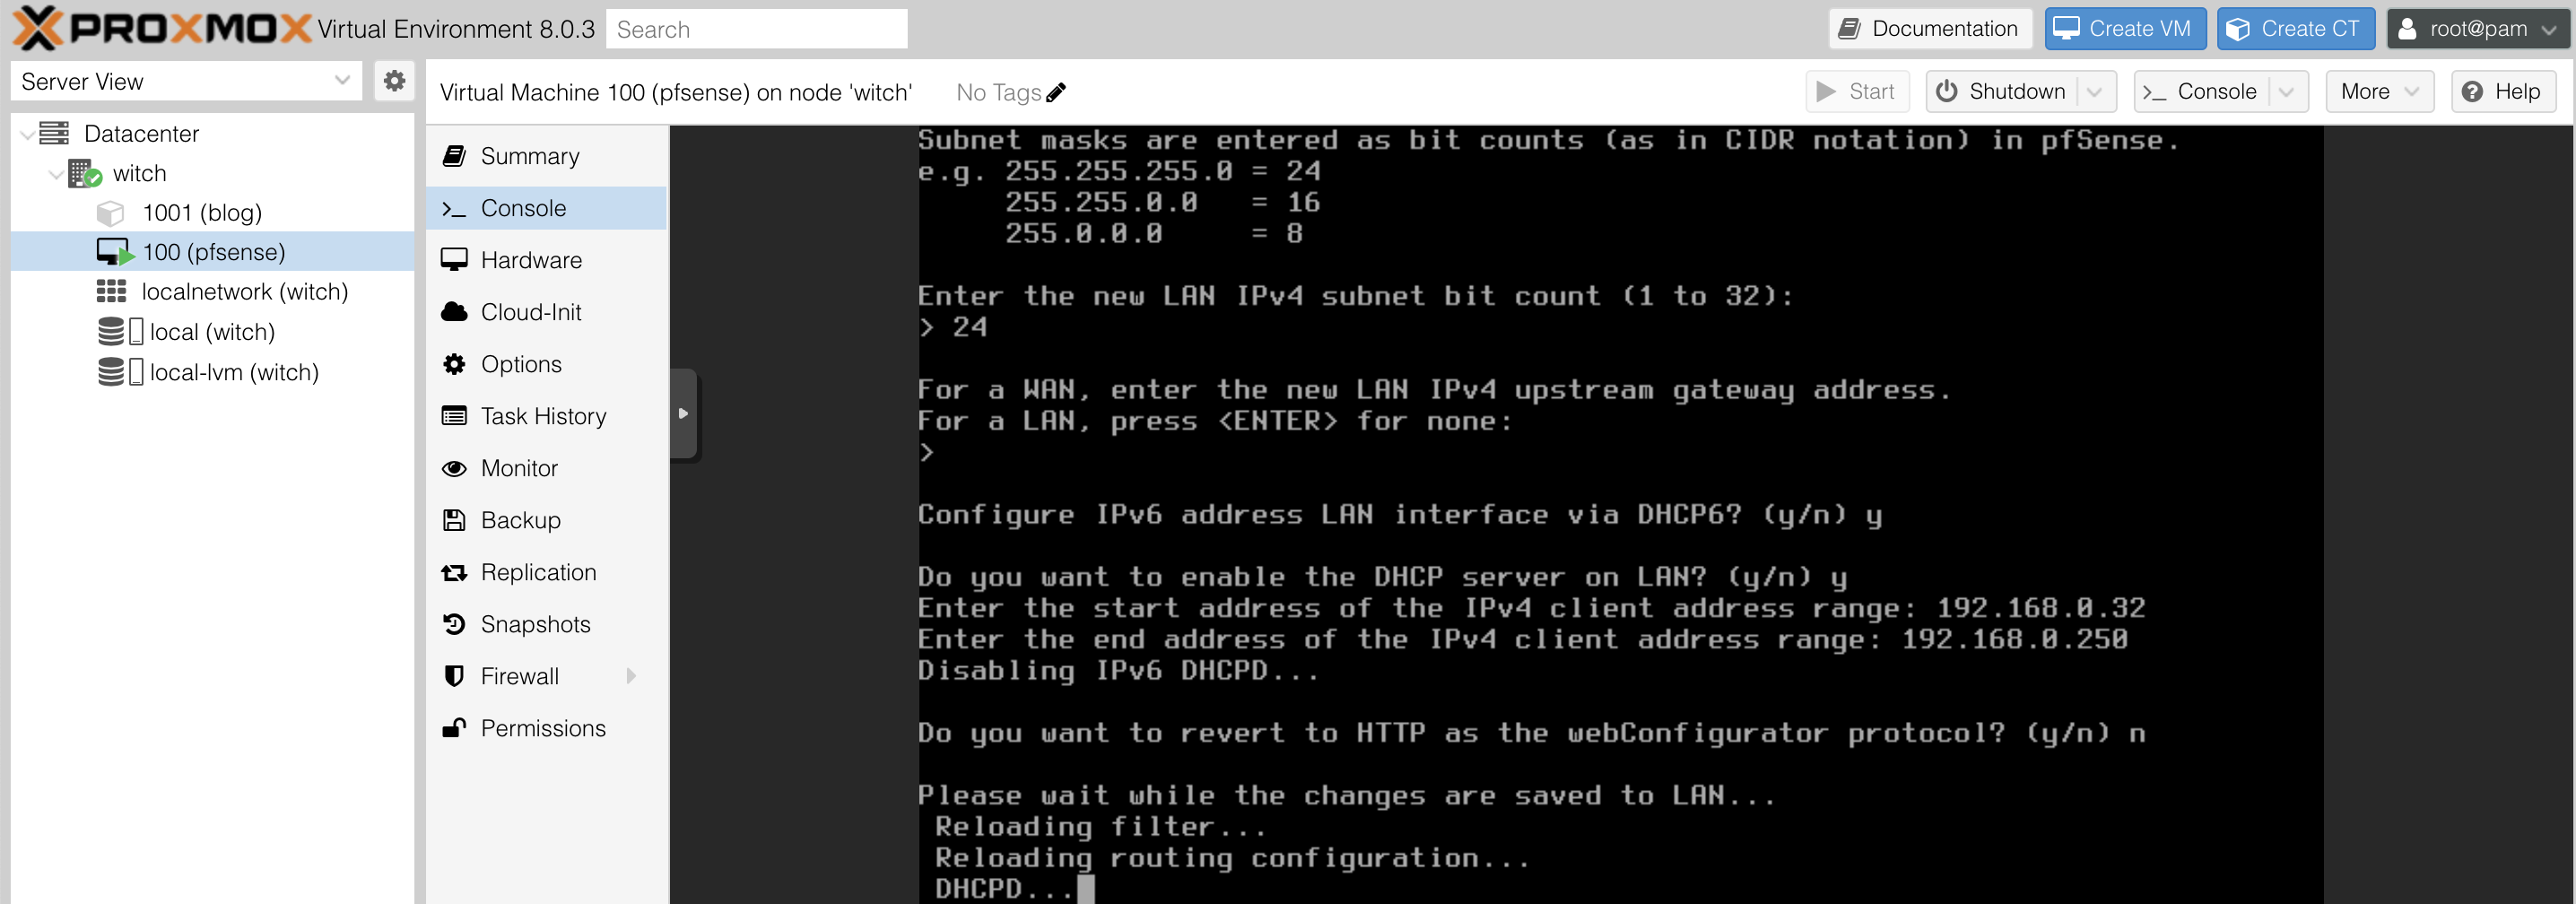 PROXMOX Virtual Environment 8.0.3 Search Documentation Create VM Create CT root@pam
Server View
Datacenter
witch
1001 (blog)
100 (pfsense)
localnetwork (witch)
local (witch)
local-lvm (witch)
Virtual Machine 100 (pfsense) on node 'witch' No Tags Start Shutdown Console More Help
Summary
Console
Hardware
Cloud-Init
Options
Task History
Monitor
Backup
Replication
Snapshots
Firewall
Permissions
Subnet masks are entered as bit counts (as in CIDR notation) in pfSense.
e.g. 255.255.255.0 = 24
255.255.0.0 = 16
255.0.0.0 = 8
Enter the new LAN IPv4 subnet bit count (1 to 32):
> 24
For a WAN, enter the new LAN IPv4 upstream gateway address.
For a LAN, press <ENTER> for none:
>
Configure IPv6 address LAN interface via DHCP6? (y/n) y
Do you want to enable the DHCP server on LAN? (y/n) y
Enter the start address of the IPv4 client address range: 192.168.0.32
Enter the end address of the IPv4 client address range: 192.168.0.250
Disabling IPv6 DHCPD...
Do you want to revert to HTTP as the webConfigurator protocol? (y/n) n
Please wait while the changes are saved to LAN...
Reloading filter...
Reloading routing configuration...
DHCPD...